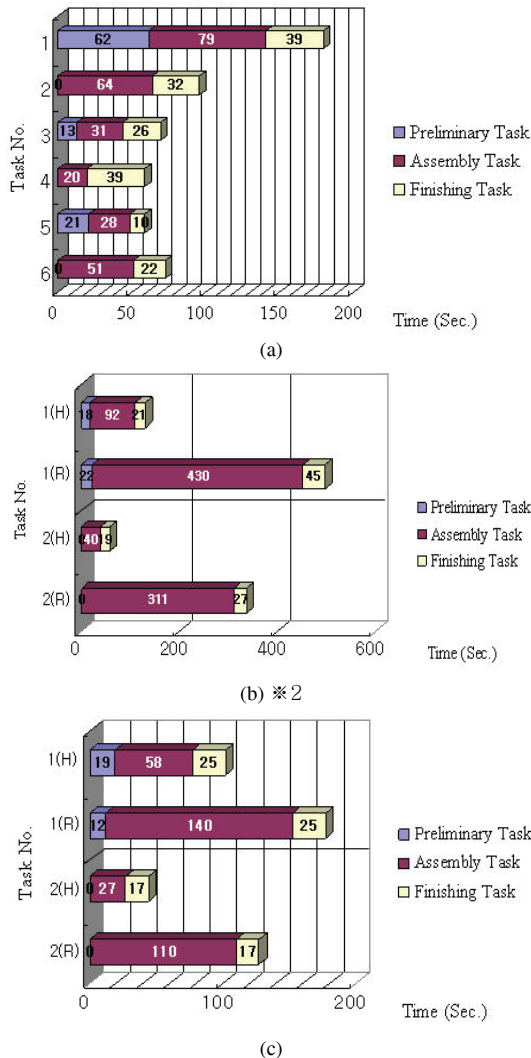 Task No.
1
62 79 39
2
0 64 32
3
13 31 26
4
20 39
5
21 28 10
6
0 51 22
0 50 100 150 200
Time (Sec.)
Preliminary Task
Assembly Task
Finishing Task
(a)
Task No.
1(H)
18 92 21
1(R)
22 430 45
2(H)
0 40 19
2(R)
0 311 27
0 200 400 600
Time (Sec.)
Preliminary Task
Assembly Task
Finishing Task
(b) ※2
Task No.
1(H)
19 58 25
1(R)
12 140 25
2(H)
0 27 17
2(R)
0 110 17
0 100 200
Time (Sec.)
Preliminary Task
Assembly Task
Finishing Task
(c)